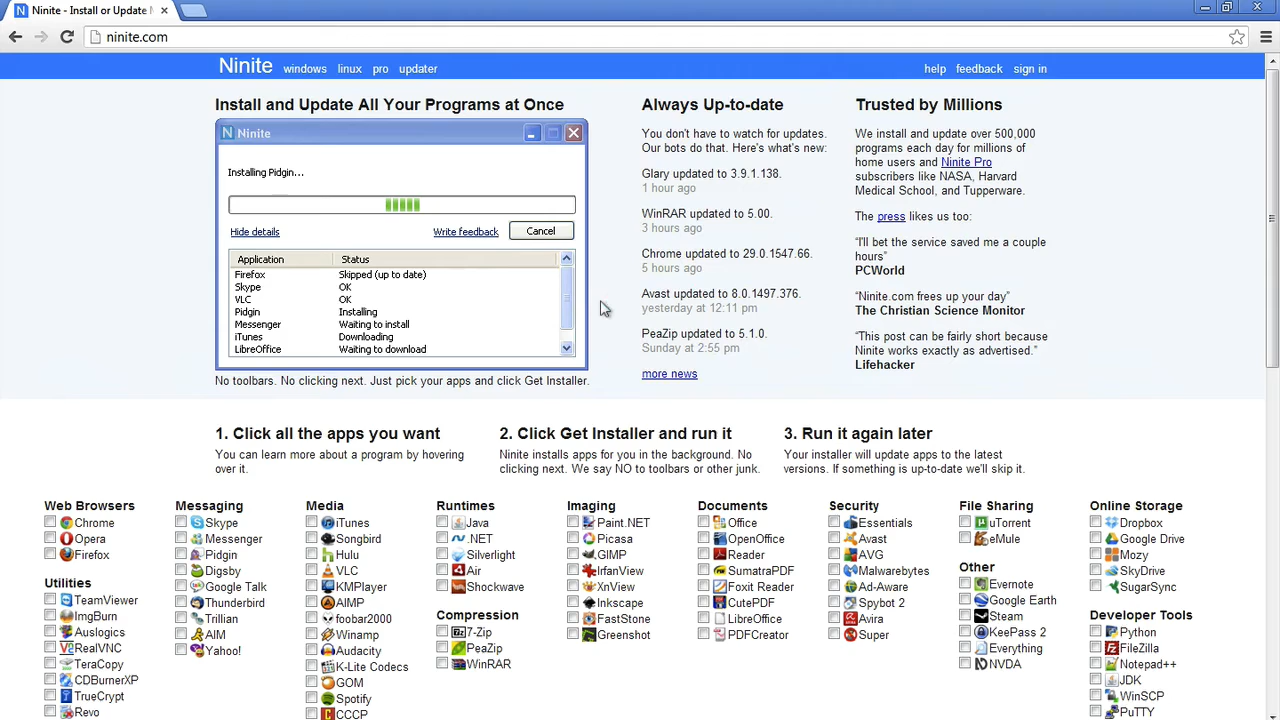 Ninite - Install or Update
ninite.com
Ninite
windows
linux
pro
updater
help
feedback
sign in
Install and Update All Your Programs at Once
Ninite
Installing Pidgin...
Hide details
Write feedback
Cancel
Application Status
Firefox Skipped (up to date)
Skype OK
VLC OK
Pidgin Installing
Messenger Waiting to install
iTunes Downloading
LibreOffice Waiting to download
No toolbars. No clicking next. Just pick your apps and click Get Installer.
Always Up-to-date
You don't have to watch for updates.
Our bots do that. Here's what's new:
Glary updated to 3.9.1.138.
1 hour ago
WinRAR updated to 5.00.
3 hours ago
Chrome updated to 29.0.1547.66.
5 hours ago
Avast updated to 8.0.1497.376.
yesterday at 12:11 pm
PeaZip updated to 5.1.0.
Sunday at 2:55 pm
more news
Trusted by Millions
We install and update over 500,000
programs each day for millions of
home users and Ninite Pro
subscribers like NASA, Harvard
Medical School, and Tupperware.
The press likes us too:
"I'll bet the service saved me a couple
hours"
PCWorld
"Ninite.com frees up your day"
The Christian Science Monitor
"This post can be fairly short because
Ninite works exactly as advertised."
Lifehacker
1. Click all the apps you want
You can learn more about a program by hovering
over it.
2. Click Get Installer and run it
Ninite installs apps for you in the background. No
clicking next. We say NO to toolbars or other junk.
3. Run it again later
Your installer will update apps to the latest
versions. If something is up-to-date we'll skip it.
Web Browsers
Chrome
Opera
Firefox
Utilities
TeamViewer
ImgBurn
Auslogics
RealVNC
TeraCopy
CDBurnerXP
TrueCrypt
Revo
Messaging
Skype
Messenger
Pidgin
Digsby
Google Talk
Thunderbird
Trillian
AIM
Yahoo!
Media
iTunes
Songbird
Hulu
VLC
KMPlayer
AIMP
foobar2000
Winamp
Audacity
K-Lite Codecs
GOM
Spotify
CCCP
Runtimes
Java
.NET
Silverlight
Air
Shockwave
Compression
7-Zip
PeaZip
WinRAR
Imaging
Paint.NET
Picasa
GIMP
IrfanView
XnView
Inkscape
FastStone
Greenshot
Documents
Office
OpenOffice
Reader
SumatraPDF
Foxit Reader
CutePDF
LibreOffice
PDFCreator
Security
Essentials
Avast
AVG
Malwarebytes
Ad-Aware
Spybot 2
Avira
Super
File Sharing
uTorrent
eMule
Other
Evernote
Google Earth
Steam
KeePass 2
Everything
NVDA
Online Storage
Dropbox
Google Drive
Mozy
SkyDrive
SugarSync
Developer Tools
Python
FileZilla
Notepad++
JDK
WinSCP
PuTTY